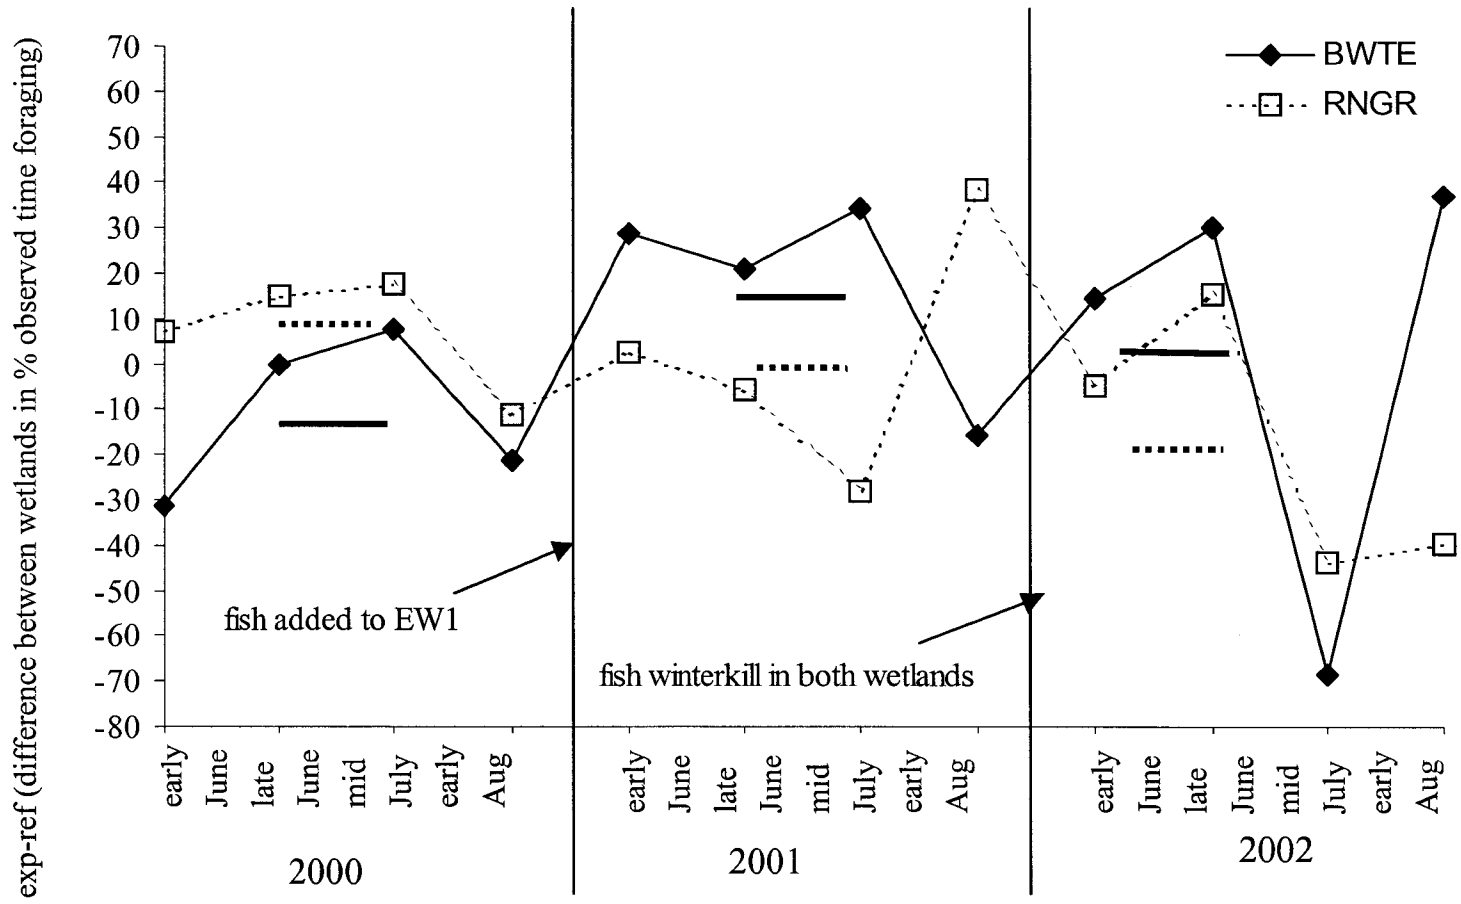 exp-ref (difference between wetlands in % observed time foraging)
70
60
50
40
30
20
10
0
-10
-20
-30
-40
-50
-60
-70
-80
BWTE
RNGR
fish added to EW1
fish winterkill in both wetlands
early
June
late
June
mid
July
early
Aug
early
June
late
June
mid
July
early
Aug
early
June
late
June
mid
July
early
Aug
2000
2001
2002